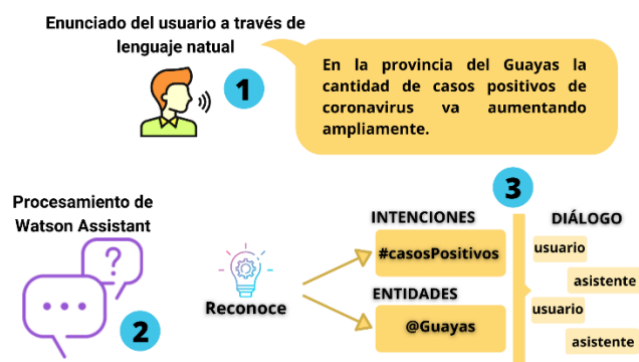 Enunciado del usuario a través de
lenguaje natual
1
En la provincia del Guayas la
cantidad de casos positivos de
coronavirus va aumentando
ampliamente.
Procesamiento de
Watson Assistant
?
2
Reconoce
3
INTENCIONES
#casosPositivos
ENTIDADES
@Guayas
DIÁLOGO
usuario
asistente
usuario
asistente